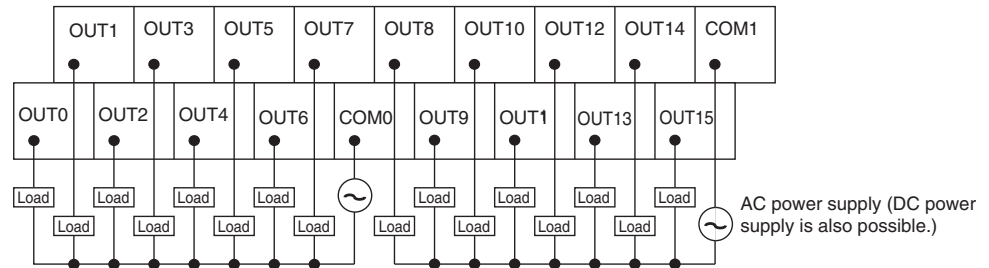 OUT1 OUT3 OUT5 OUT7 OUT8 OUT10 OUT12 OUT14 COM1
OUT0 OUT2 OUT4 OUT6 COM0 OUT9 OUT1 OUT13 OUT15
Load Load Load Load Load Load Load Load
Load Load Load Load Load Load Load Load
AC power supply (DC power
supply is also possible.)